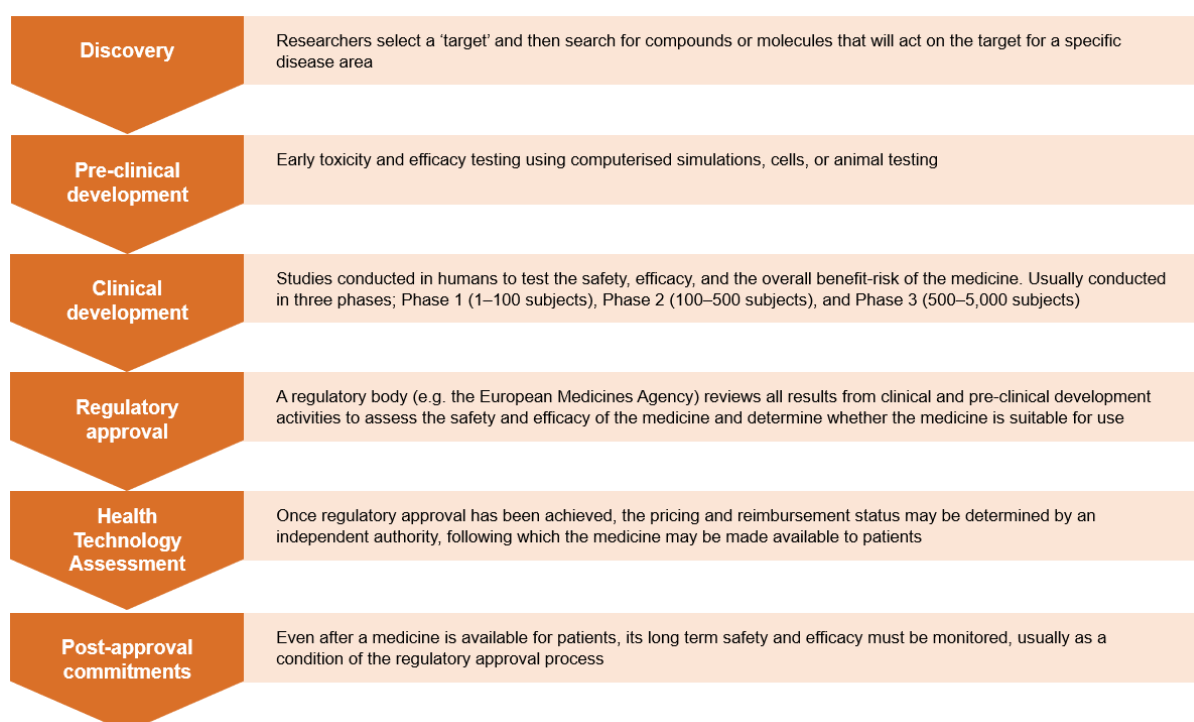 Discovery
Researchers select a ‘target’ and then search for compounds or molecules that will act on the target for a specific
disease area
Pre-clinical
development
Early toxicity and efficacy testing using computerised simulations, cells, or animal testing
Clinical
development
Studies conducted in humans to test the safety, efficacy, and the overall benefit-risk of the medicine. Usually conducted
in three phases; Phase 1 (1–100 subjects), Phase 2 (100–500 subjects), and Phase 3 (500–5,000 subjects)
Regulatory
approval
A regulatory body (e.g. the European Medicines Agency) reviews all results from clinical and pre-clinical development
activities to assess the safety and efficacy of the medicine and determine whether the medicine is suitable for use
Health
Technology
Assessment
Once regulatory approval has been achieved, the pricing and reimbursement status may be determined by an
independent authority, following which the medicine may be made available to patients
Post-approval
commitments
Even after a medicine is available for patients, its long term safety and efficacy must be monitored, usually as a
condition of the regulatory approval process